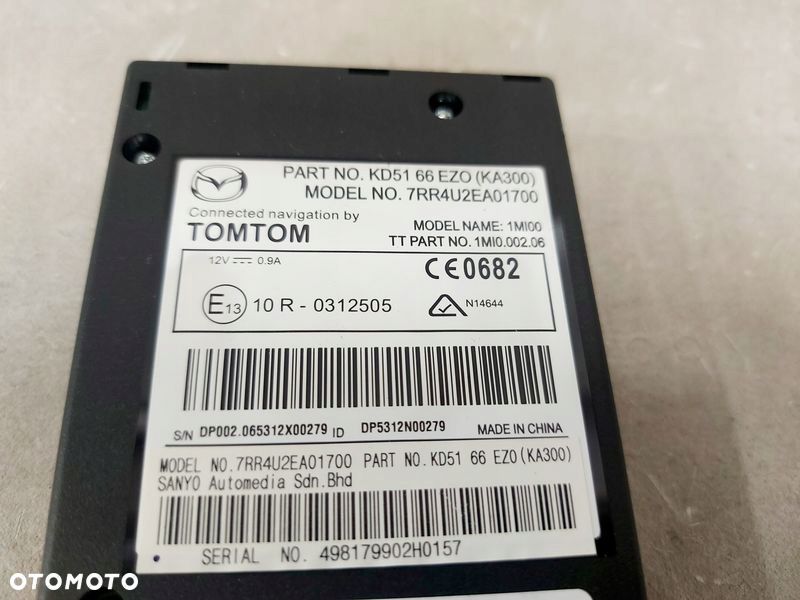 PART NO. KD51 66 EZO (KA300)
MODEL NO. 7RR4U2EA01700
Connected navigation by
TOMTOM
MODEL NAME: 1MI00
TT PART NO. 1MI0.002.06
12V 0.9A
CE0682
E13 10 R - 0312505
N14644
S/N DP002.065312X00279 ID DP5312N00279 MADE IN CHINA
MODEL NO.7RR4U2EA01700 PART NO.KD51 66 EZ0(KA300)
SANYO Automedia Sdn.Bhd
SERIAL NO. 498179902H0157
OTOMOTO